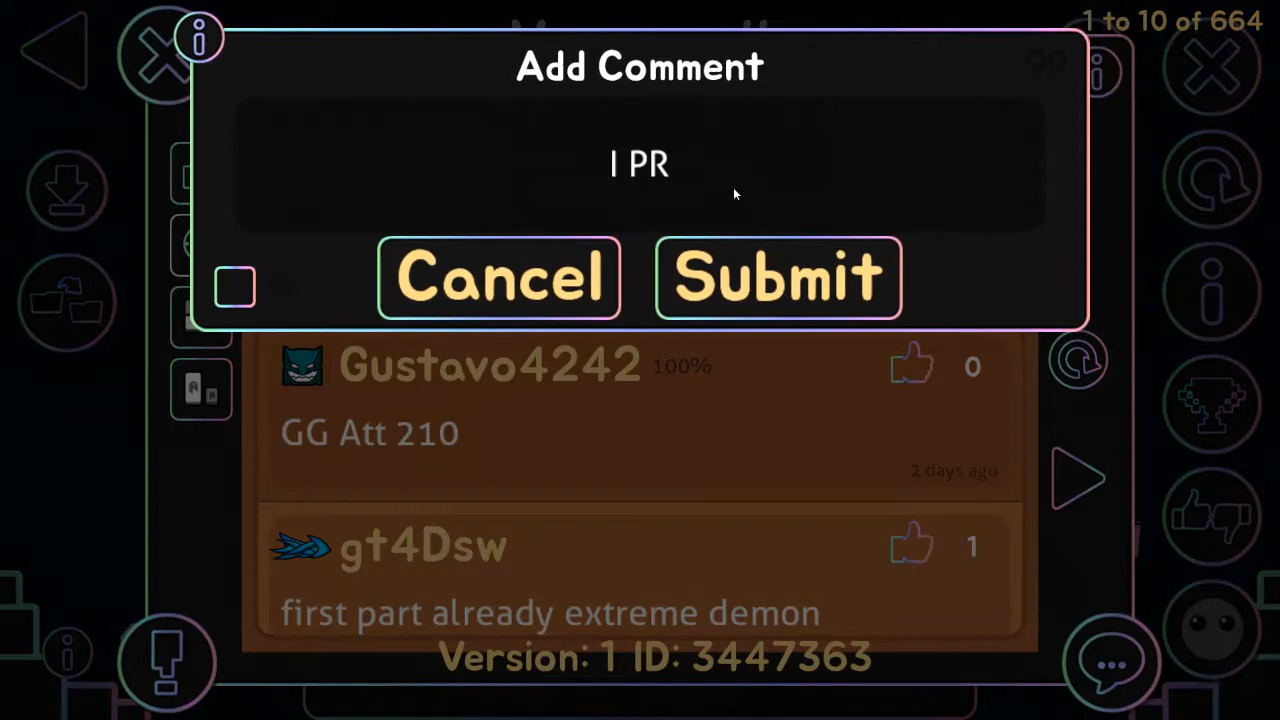 1 to 10 of 664
Add Comment
90
I PR
Cancel
Submit
Gustavo4242 100%
0
GG Att 210
2 days ago
gt4Dsw
1
first part already extreme demon
Version: 1 ID: 3447363